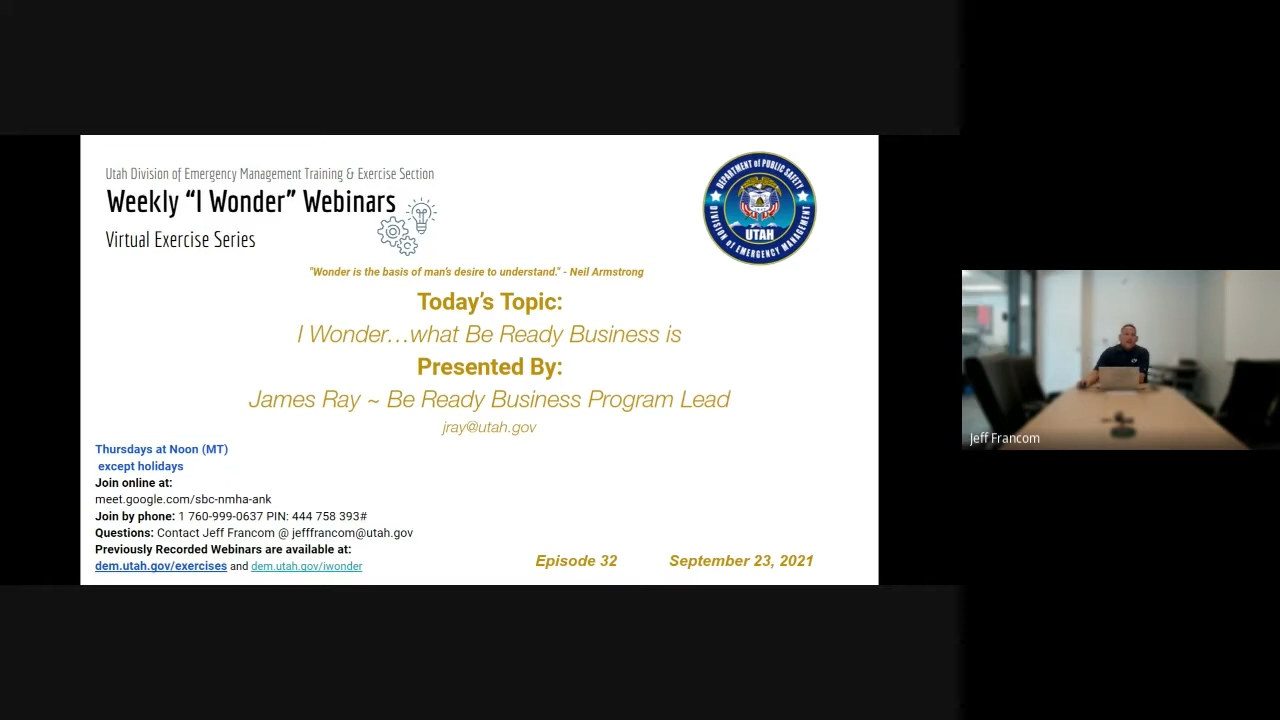 Utah Division of Emergency Management Training & Exercise Section
Weekly “I Wonder” Webinars
Virtual Exercise Series
DEPARTMENT of PUBLIC SAFETY
UTAH
DIVISION of EMERGENCY MANAGEMENT
"Wonder is the basis of man’s desire to understand." - Neil Armstrong
Today’s Topic:
I Wonder…what Be Ready Business is
Presented By:
James Ray ~ Be Ready Business Program Lead
jray@utah.gov
Thursdays at Noon (MT)
except holidays
Join online at:
meet.google.com/sbc-nmha-ank
Join by phone: 1 760-999-0637 PIN: 444 758 393#
Questions: Contact Jeff Francom @ jefffrancom@utah.gov
Previously Recorded Webinars are available at:
dem.utah.gov/exercises and dem.utah.gov/iwonder
Episode 32 September 23, 2021
Jeff Francom